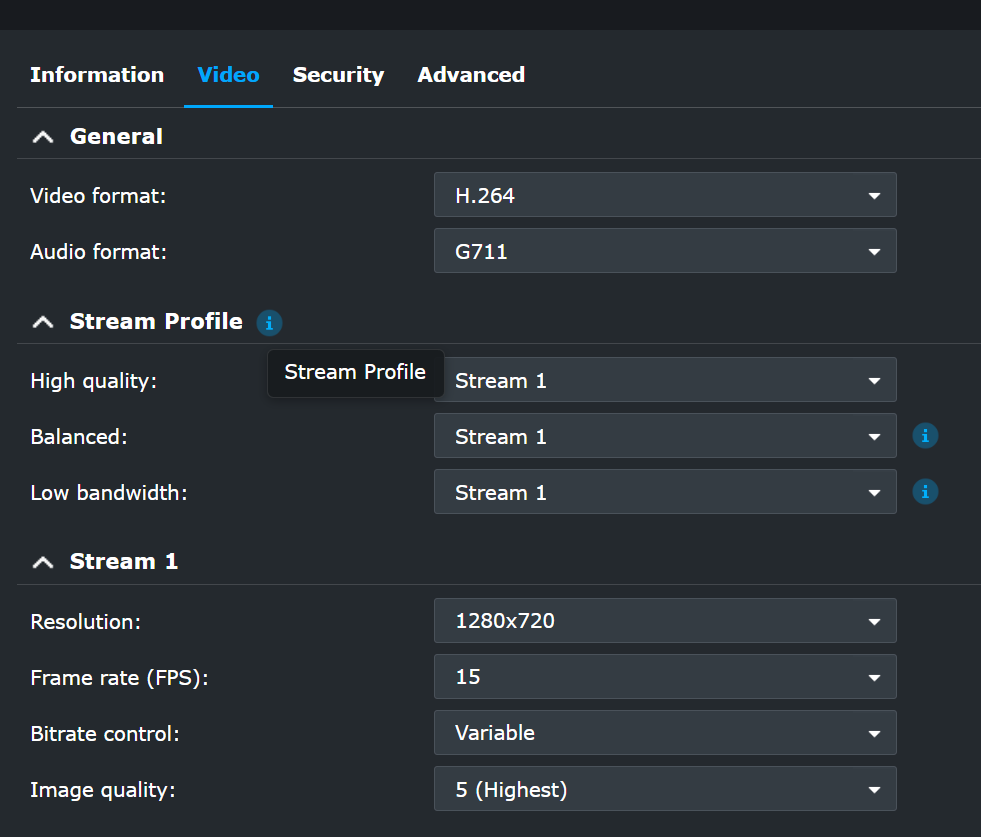 Information Video Security Advanced
General
Video format: H.264
Audio format: G711
Stream Profile i
Stream Profile
High quality: Stream 1
Balanced: Stream 1 i
Low bandwidth: Stream 1 i
Stream 1
Resolution: 1280x720
Frame rate (FPS): 15
Bitrate control: Variable
Image quality: 5 (Highest)